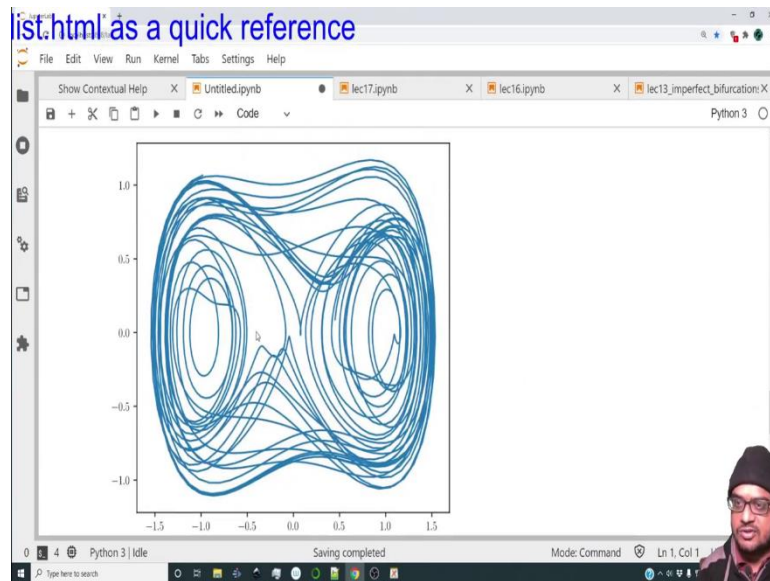 list.html as a quick reference
File Edit View Run Kernel Tabs Settings Help
Show Contextual Help X Untitled.ipynb lec17.ipynb X lec16.ipynb X lec13_imperfect_bifurcation: X
Code Python 3
1.0
0.5
0.0
−0.5
−1.0
−1.5 −1.0 −0.5 0.0 0.5 1.0 1.5
0 4 Python 3 | Idle Saving completed Mode: Command Ln 1, Col 1
Type here to search